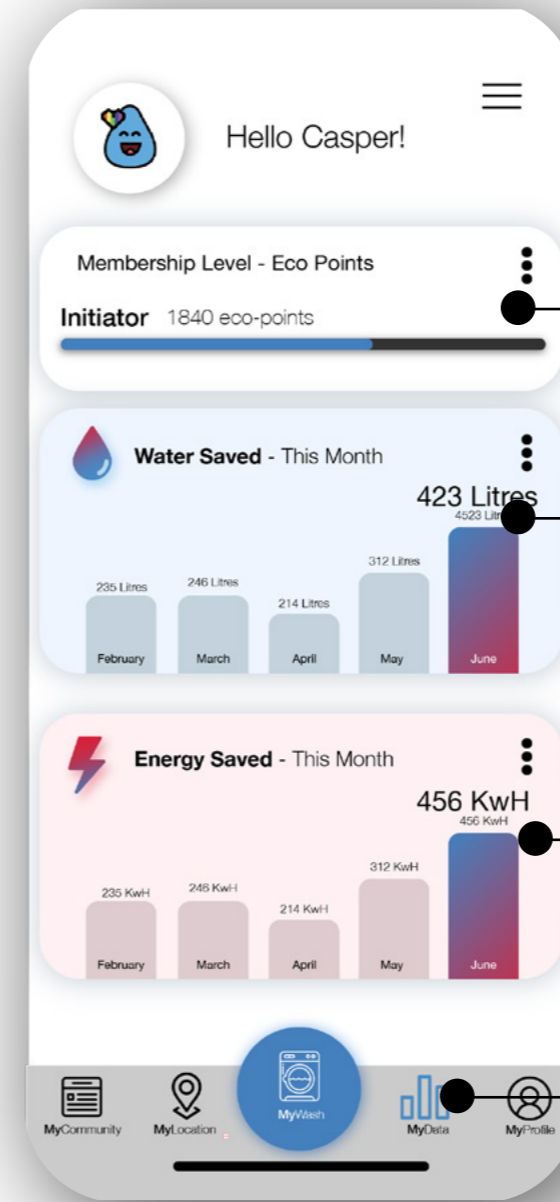 Hello Casper!
Membership Level - Eco Points
Initiator 1840 eco-points
Water Saved - This Month
423 Litres
4523 Lit
312 Litres
235 Litres 246 Litres
214 Litres
February March April May June
Energy Saved - This Month
456 KwH
456 KwH
312 KwH
235 KwH 246 KwH
214 KwH
February March April May June
MyWash
MyCommunity MyLocation MyData MyProfile